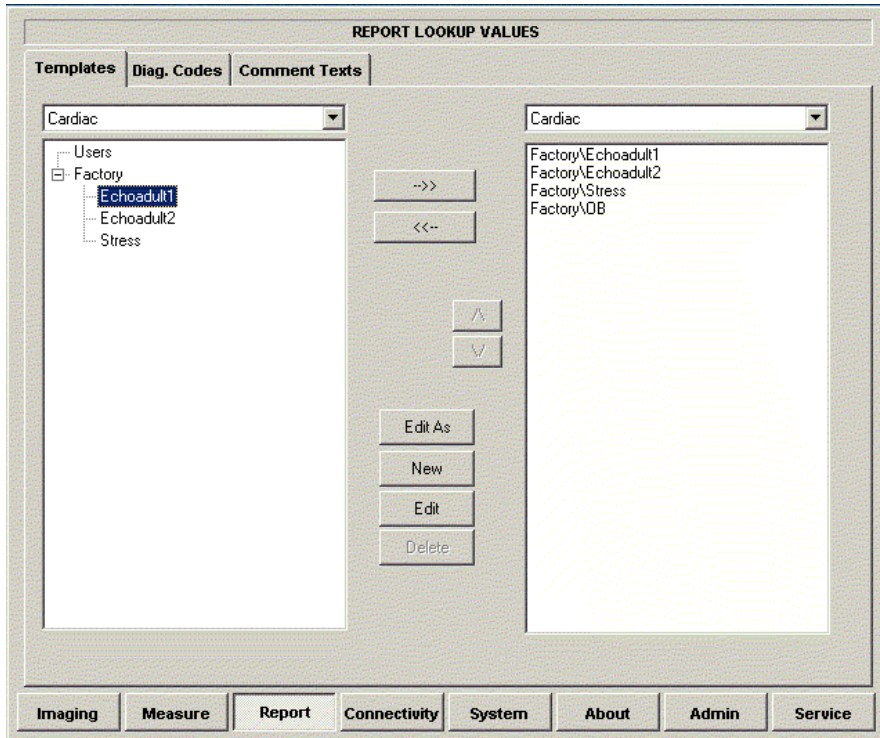 REPORT LOOKUP VALUES
Templates Diag. Codes Comment Texts
Cardiac
Users
Factory
Echoadult1
Echoadult2
Stress
-->>
<<--
/\
\/
Edit As
New
Edit
Delete
Cardiac
Factory\Echoadult1
Factory\Echoadult2
Factory\Stress
Factory\OB
Imaging Measure Report Connectivity System About Admin Service